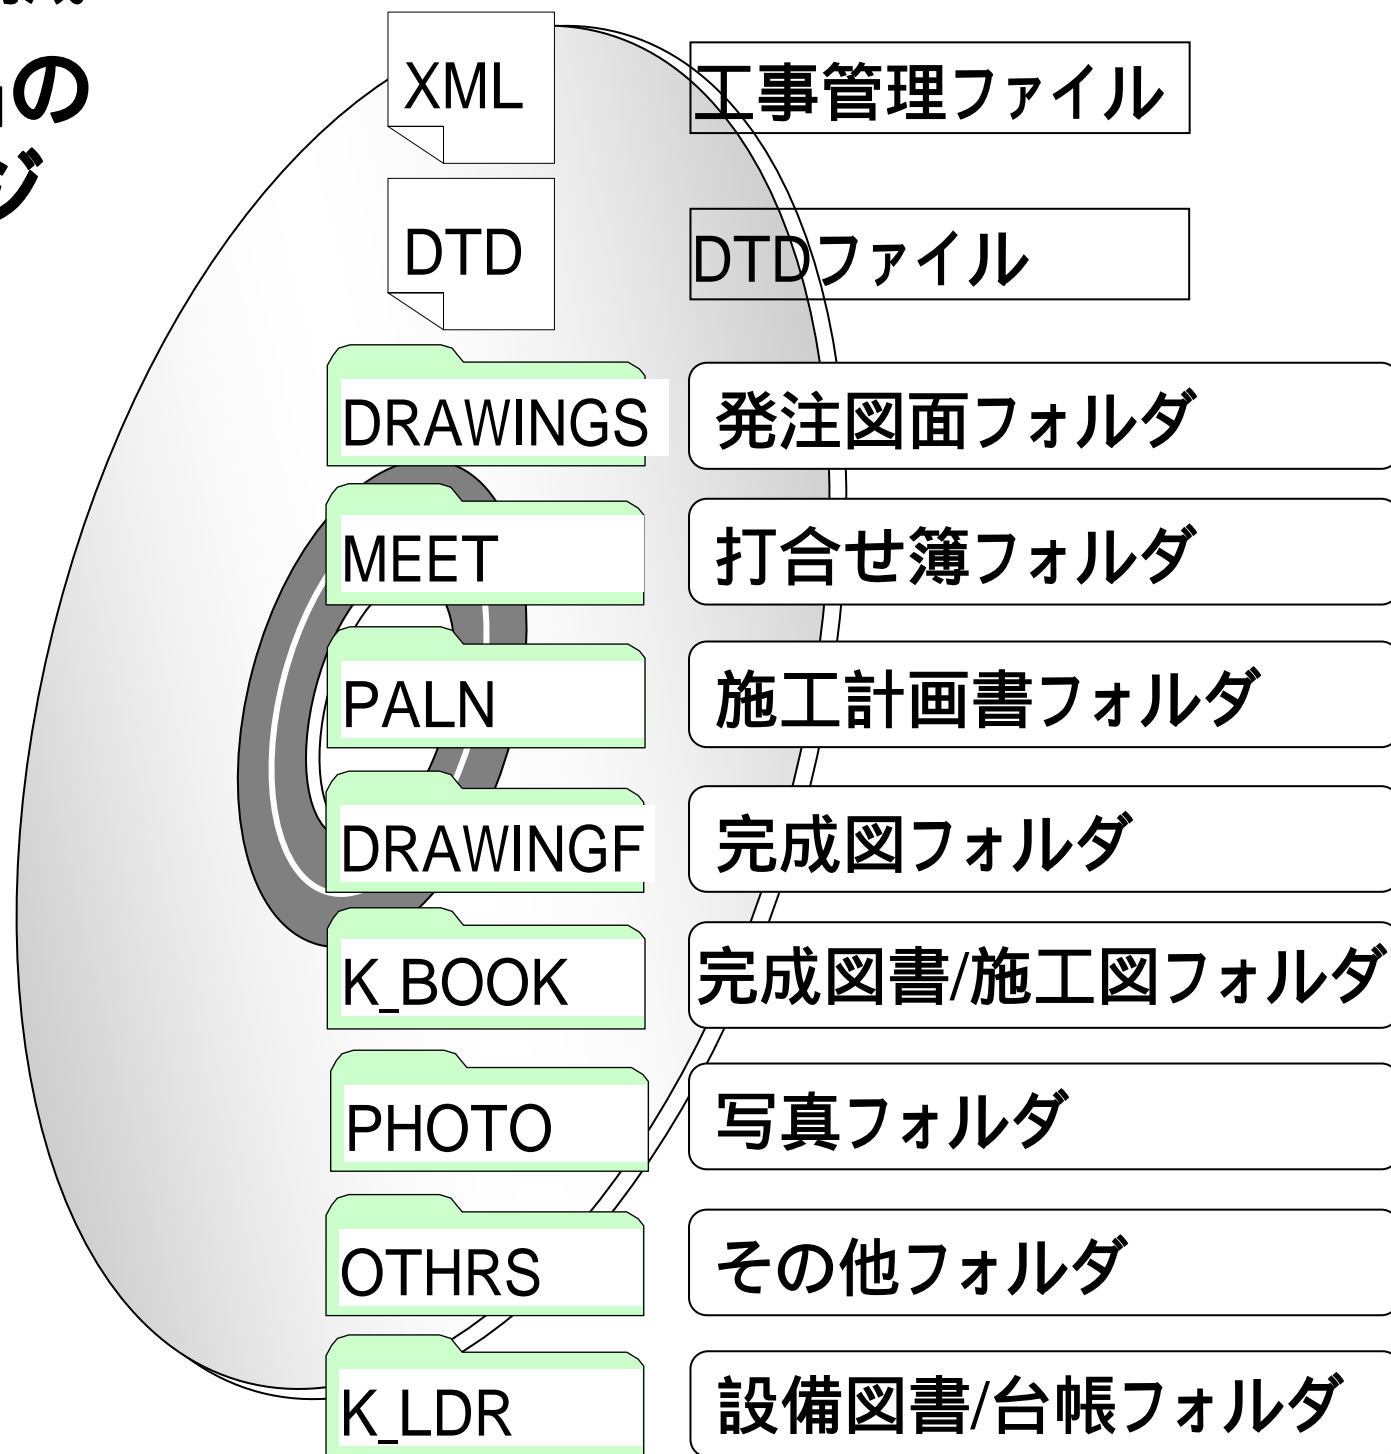 の
ジ
XML 工事管理ファイル
DTD DTDファイル
DRAWINGS 発注図面フォルダ
MEET 打合せ簿フォルダ
PALN 施工計画書フォルダ
DRAWINGF 完成図フォルダ
K_BOOK 完成図書/施工図フォルダ
PHOTO 写真フォルダ
OTHRS その他フォルダ
K_LDR 設備図書/台帳フォルダ